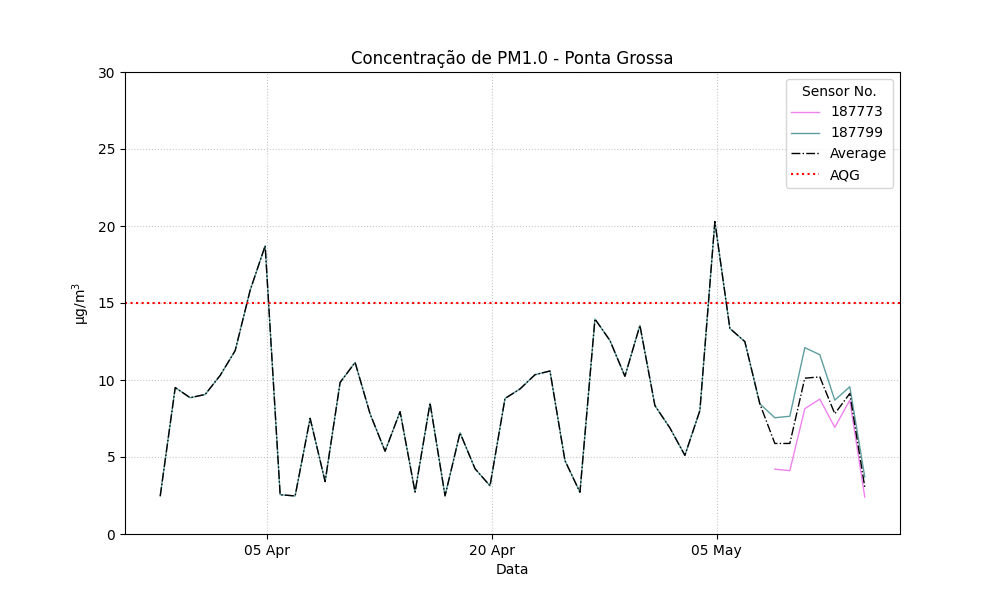 Concentração de PM1.0 - Ponta Grossa
30
25
20
15
10
5
0
µg/m³
05 Apr
20 Apr
05 May
Data
Sensor No.
187773
187799
Average
AQG